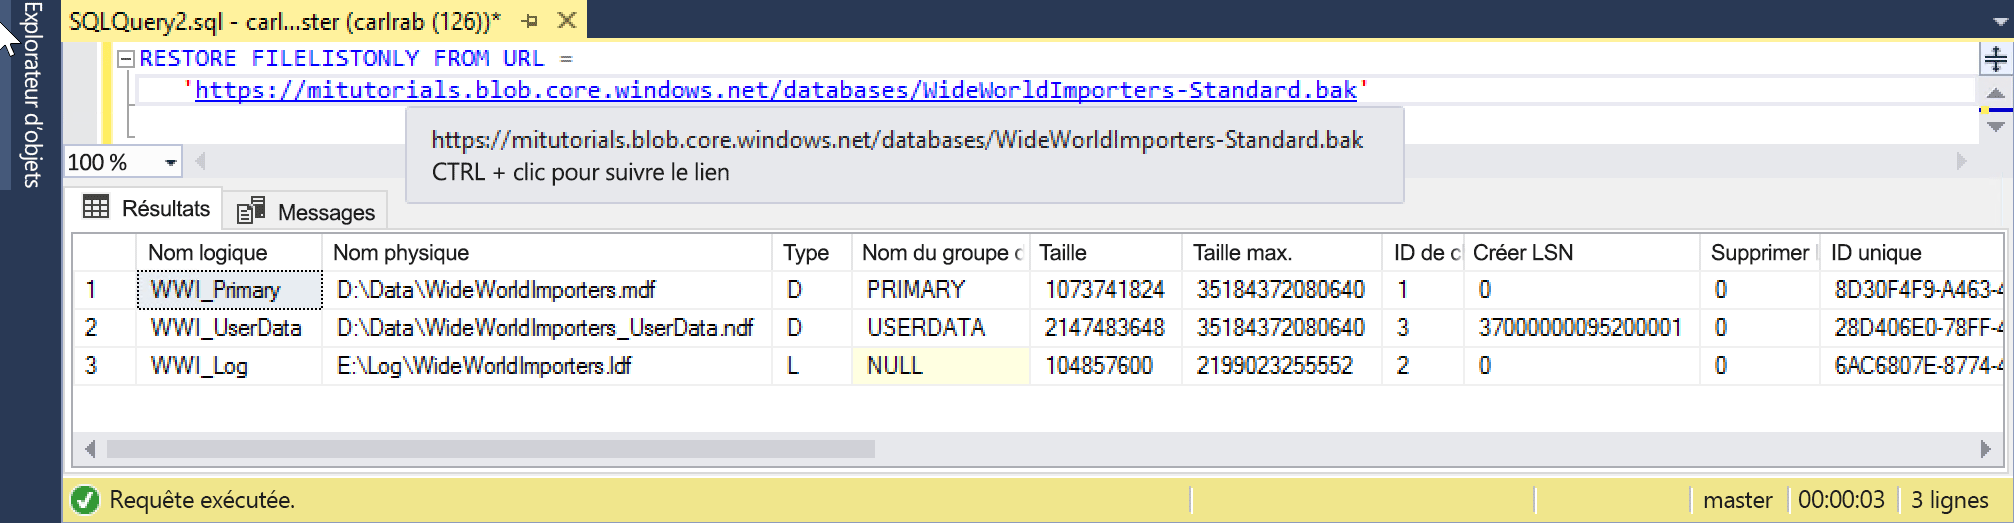 Explorateur d'objets
SQLQuery2.sql - carl...ster (carlrab (126))*
RESTORE FILELISTONLY FROM URL =
'https://mitutorials.blob.core.windows.net/databases/WideWorldImporters-Standard.bak'
https://mitutorials.blob.core.windows.net/databases/WideWorldImporters-Standard.bak
CTRL + clic pour suivre le lien
100 %
Résultats Messages
Nom logique Nom physique Type Nom du groupe Taille Taille max. ID de Créer LSN Supprimer ID unique
1 WWI_Primary D:\Data\WideWorldImporters.mdf D PRIMARY 1073741824 35184372080640 1 0 0 8D30F4F9-A463-4
2 WWI_UserData D:\Data\WideWorldImporters_UserData.ndf D USERDATA 2147483648 35184372080640 3 37000000095200001 0 28D406E0-78FF-4
3 WWI_Log E:\Log\WideWorldImporters.ldf L NULL 104857600 2199023255552 2 0 0 6AC6807E-8774-4
Requête exécutée. master 00:00:03 3 lignes